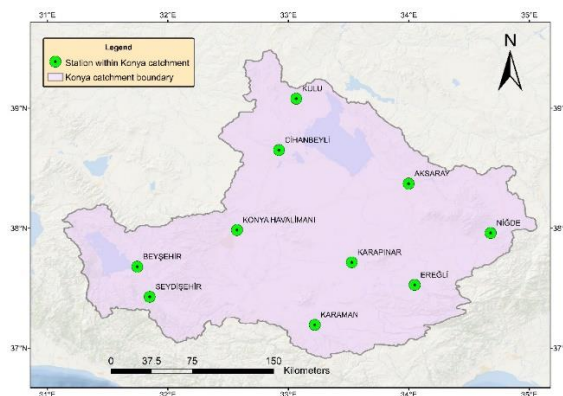 31°E 32°E 33°E 34°E 35°E
Legend
Station within Konya catchment
Konya catchment boundary
N
39°N 39°N
38°N 38°N
37°N 37°N
KULU
CİHANBEYLİ
AKSARAY
KONYA HAVALİMANI
NİĞDE
BEYŞEHİR
KARAPINAR
EREĞLİ
SEYDİŞEHİR
KARAMAN
0 37.5 75 150
Kilometers
31°E 32°E 33°E 34°E 35°E